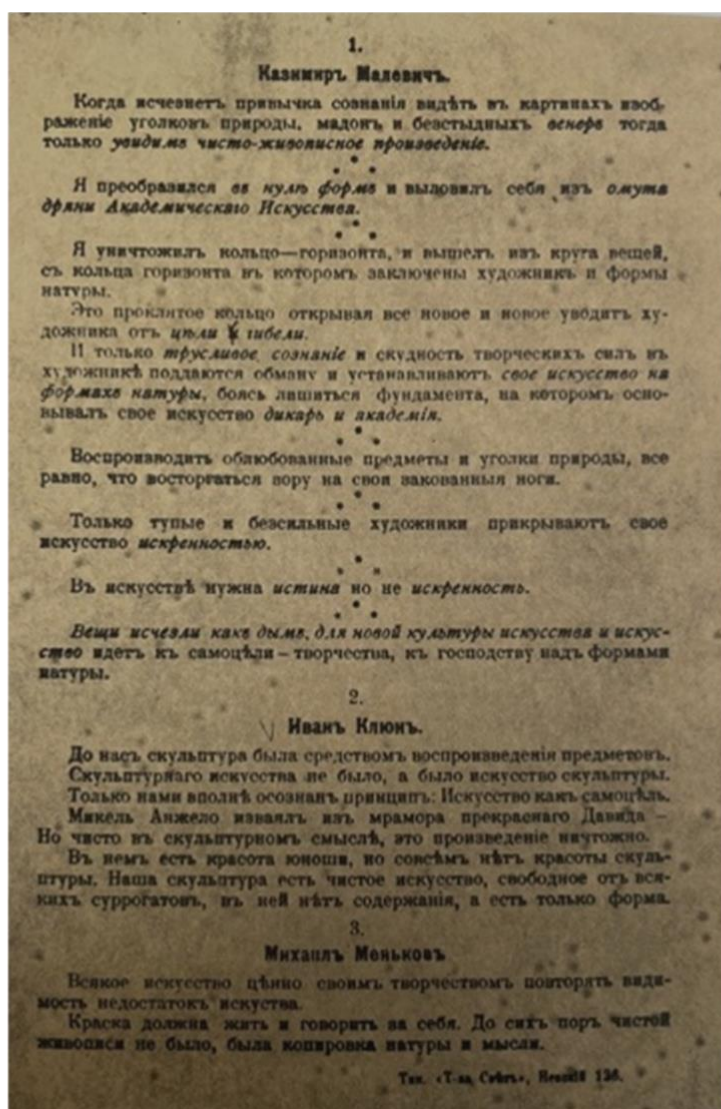 1.
Казимиръ Малевичъ.
Когда исчезнетъ привычка сознанія видѣть въ картинахъ изоб-
раженіе уголковъ природы, мадонъ и безстыдныхъ венеръ тогда
только увидимъ чисто-живописное произведеніе.
Я преобразился въ нуль формъ и выловилъ себя изъ омута
дряни Академическаго Искусства.
Я уничтожилъ кольцо—горизонта, и вышелъ изъ круга вещей,
съ кольца горизонта въ которомъ заключены художникъ и формы
натуры.
Это проклятое кольцо открывая все новое и новое уводитъ ху-
дожника отъ цѣли гибели.
И только трусливое сознаніе и скудность творческихъ силъ въ
художникѣ поддаются обману и устанавливаютъ свое искусство на
формахъ натуры, боясь лишиться фундамента, на которомъ осно-
вывалъ свое искусство дикарь и академія.
Воспроизводить облюбованные предметы и уголки природы, все
равно, что восторгаться вору на свои закованныя ноги.
Только тупые и безсильные художники прикрываютъ свое
искусство искренностью.
Въ искусствѣ нужна истина но не искренность.
Вещи исчезли какъ дымъ, для новой культуры искусства и искус-
ство идетъ къ самоцѣли — творчества, къ господству надъ формами
натуры.
2.
Иванъ Клюнъ.
До насъ скульптура была средствомъ воспроизведенія предметовъ.
Скульптурнаго искусства не было, а было искусство скульптуры.
Только нами вполнѣ осознанъ принципъ: Искусство какъ самоцѣль.
Микель Анжело изваялъ изъ мрамора прекраснаго Давида —
Но чисто въ скульптурномъ смыслѣ, это произведеніе ничтожно.
Въ немъ есть красота юноши, но совсѣмъ нѣтъ красоты скуль-
птуры. Наша скульптура есть чистое искусство, свободное отъ вся-
кихъ суррогатовъ, въ ней нѣтъ содержанія, а есть только форма.
3.
Михаилъ Меньковъ
Всякое искусство цѣнно своимъ творчествомъ повторять види-
мость недостатокъ искуства.
Краска должна жить и говорить за себя. До сихъ поръ чистой
живописи не было, была копировка натуры и мысли.
Тип. «Т-ва Свѣтъ», Невскій 136.